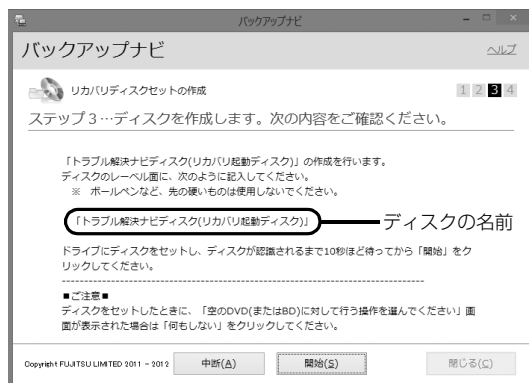 バックアップナビ
バックアップナビ
ヘルプ
リカバリディスクセットの作成
1 2 3 4
ステップ3…ディスクを作成します。次の内容をご確認ください。
「トラブル解決ナビディスク(リカバリ起動ディスク)」の作成を行います。
ディスクのレーベル面に、次のように記入してください。
※ ボールペンなど、先の硬いものは使用しないでください。
「トラブル解決ナビディスク(リカバリ起動ディスク)」
ディスクの名前
ドライブにディスクをセットし、ディスクが認識されるまで10秒ほど待ってから「開始」をク
リックしてください。
■ご注意■
ディスクをセットしたときに、「空のDVD(またはBD)に対して行う操作を選んでください」画
面が表示された場合は「何もしない」をクリックしてください。
Copyright FUJITSU LIMITED 2011 - 2012
中断(A)
開始(S)
閉じる(C)